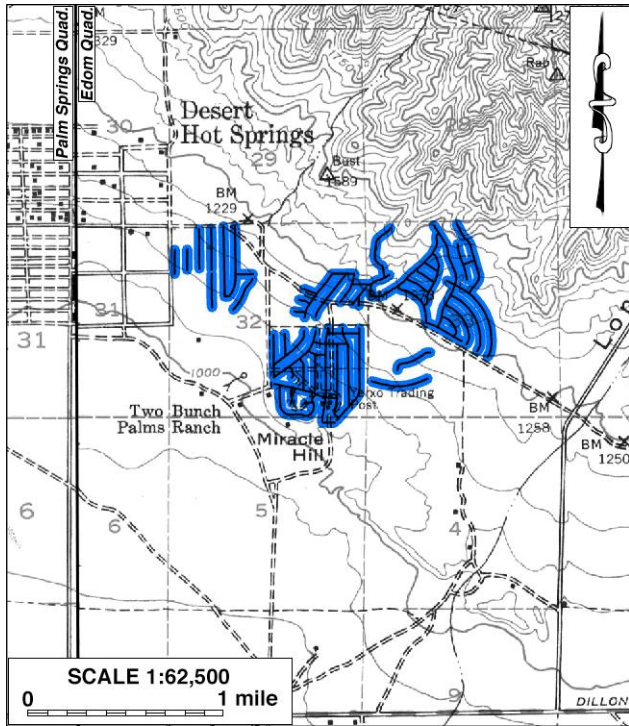 Palm Springs Quad.
Edom Quad.
Desert
Hot Springs
30
29
28
BM
1229
1589
31
31
32
1000
Trading
Post
Two Bunch
Palms Ranch
Miracle
Hill
BM
1258
BM
1250
6
6
5
4
9
SCALE 1:62,500
0 1 mile
DILLON